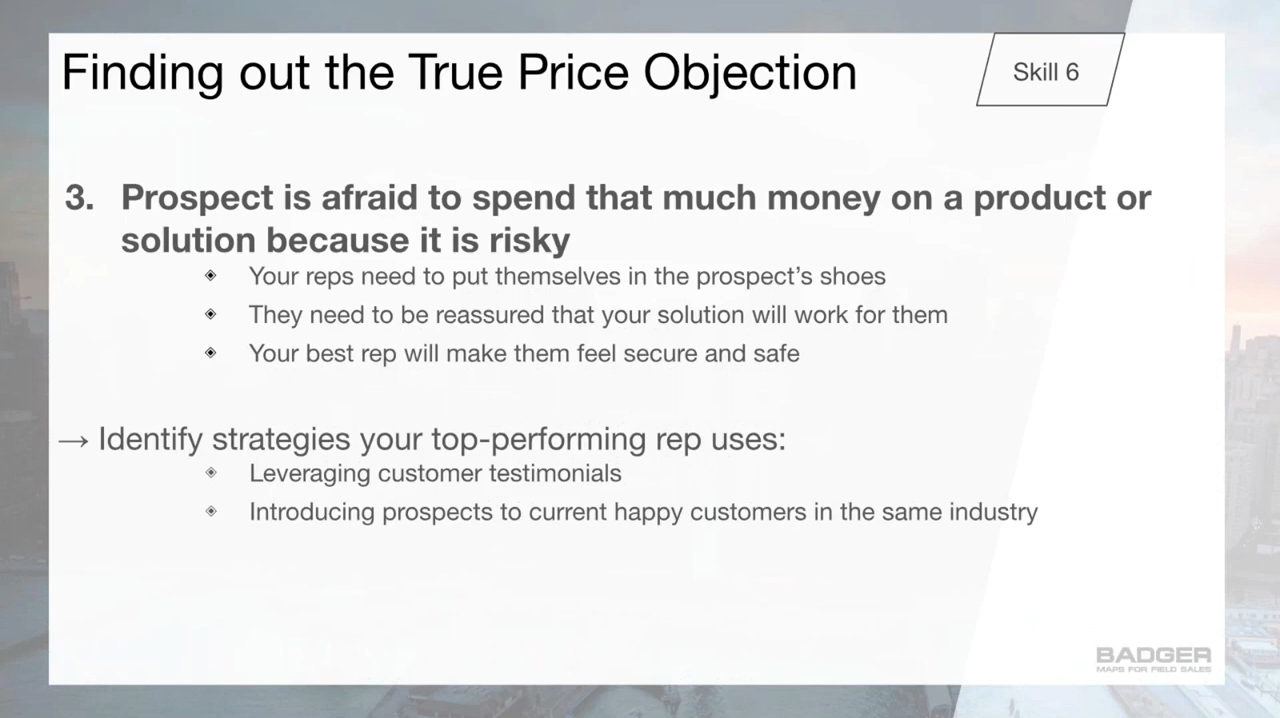 Finding out the True Price Objection
Skill 6
3. Prospect is afraid to spend that much money on a product or
solution because it is risky
Your reps need to put themselves in the prospect’s shoes
They need to be reassured that your solution will work for them
Your best rep will make them feel secure and safe
→ Identify strategies your top-performing rep uses:
Leveraging customer testimonials
Introducing prospects to current happy customers in the same industry
BADGER
MAPS FOR FIELD SALES